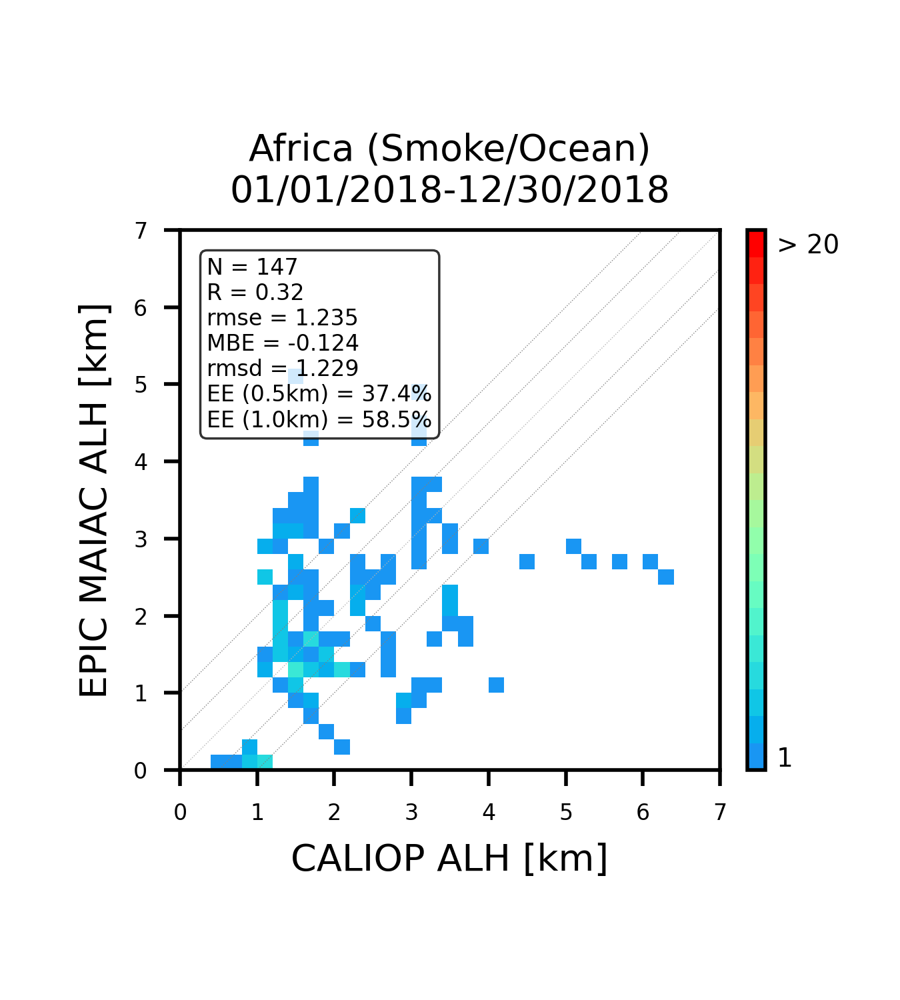 Africa (Smoke/Ocean)
01/01/2018-12/30/2018
N = 147
R = 0.32
rmse = 1.235
MBE = -0.124
rmsd = 1.229
EE (0.5km) = 37.4%
EE (1.0km) = 58.5%
EPIC MAIAC ALH [km]
7
6
5
4
3
2
1
0
0 1 2 3 4 5 6 7
CALIOP ALH [km]
> 20
1